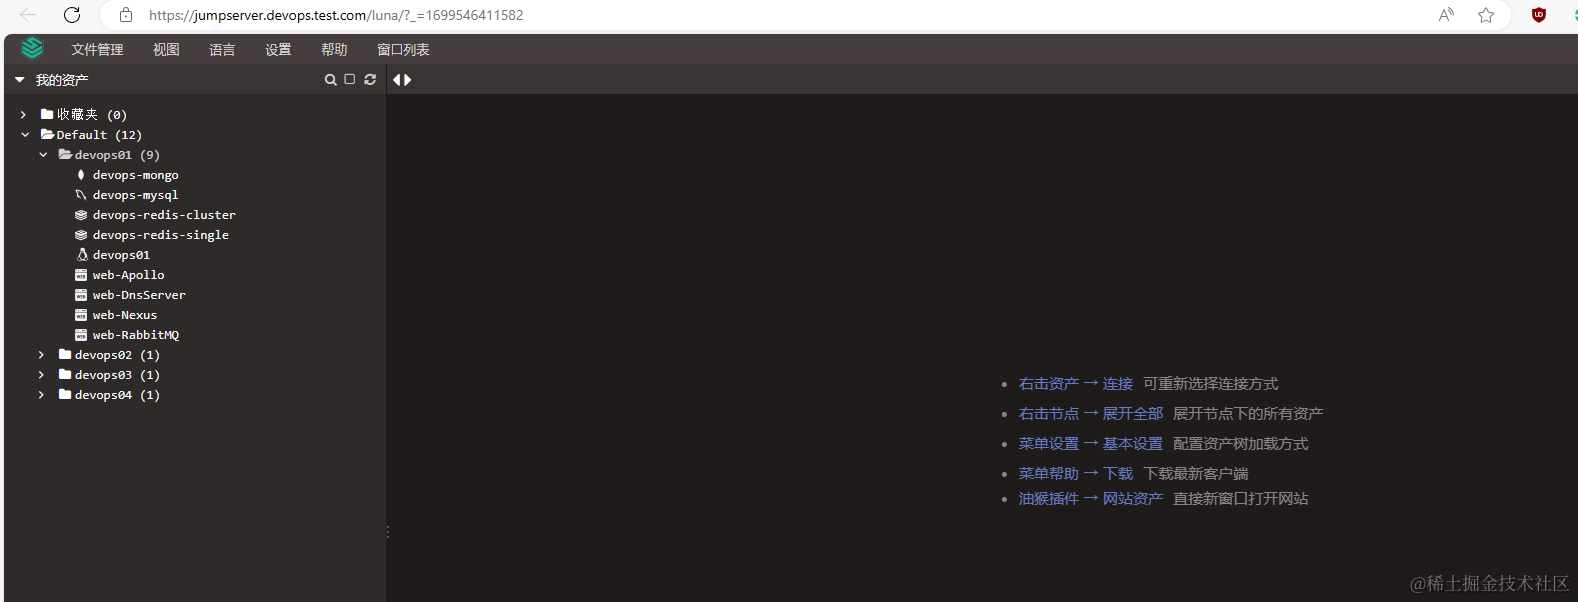 https://jumpserver.devops.test.com/luna/?_=1699546411582
文件管理 视图 语言 设置 帮助 窗口列表
我的资产
收藏夹 (0)
Default (12)
devops01 (9)
devops-mongo
devops-mysql
devops-redis-cluster
devops-redis-single
devops01
web-Apollo
web-DnsServer
web-Nexus
web-RabbitMQ
devops02 (1)
devops03 (1)
devops04 (1)
右击资产 → 连接 可重新选择连接方式
右击节点 → 展开全部 展开节点下的所有资产
菜单设置 → 基本设置 配置资产树加载方式
菜单帮助 → 下载 下载最新客户端
油猴插件 → 网站资产 直接新窗口打开网站
@稀土掘金技术社区